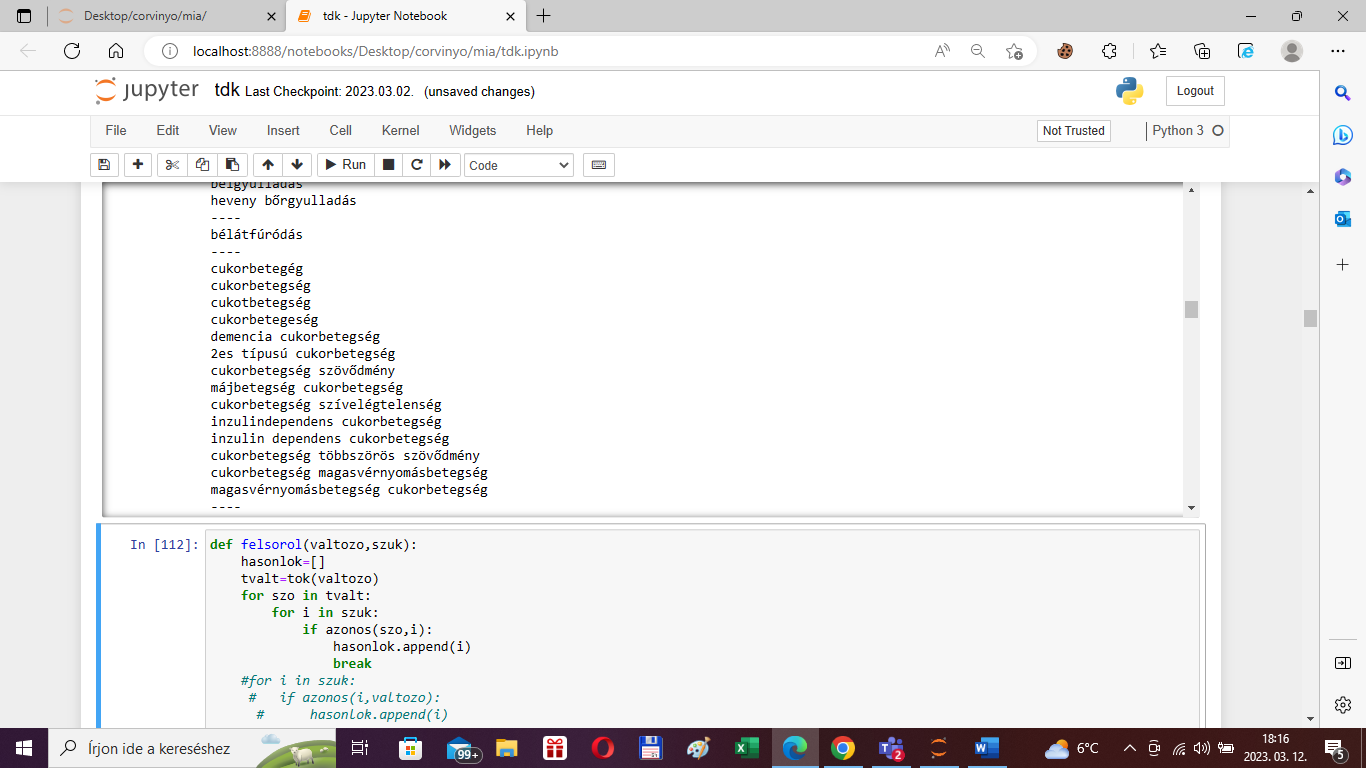 Desktop/corvinyo/mia/
tdk - Jupyter Notebook
localhost:8888/notebooks/Desktop/corvinyo/mia/tdk.ipynb
jupyter tdk Last Checkpoint: 2023.03.02. (unsaved changes)
Logout
File Edit View Insert Cell Kernel Widgets Help
Not Trusted
Python 3
Run
Code
bélgyulladás
heveny bőrgyulladás
----
bélátfúródás
----
cukorbetegég
cukorbetegség
cukotbetegség
cukorbetegeség
demencia cukorbetegség
2es típusú cukorbetegség
cukorbetegség szövődmény
májbetegség cukorbetegség
cukorbetegség szívelégtelenség
inzulindependens cukorbetegség
inzulin dependens cukorbetegség
cukorbetegség többszörös szövődmény
cukorbetegség magasvérnyomásbetegség
magasvérnyomásbetegség cukorbetegség
----
In [112]: def felsorol(valtozo,szuk):
hasonlok=[]
tvalt=tok(valtozo)
for szo in tvalt:
for i in szuk:
if azonos(szo,i):
hasonlok.append(i)
break
#for i in szuk:
# if azonos(i,valtozo):
# hasonlok.append(i)
Írjon ide a kereséshez
99+
2
6°C
18:16
2023. 03. 12.
5